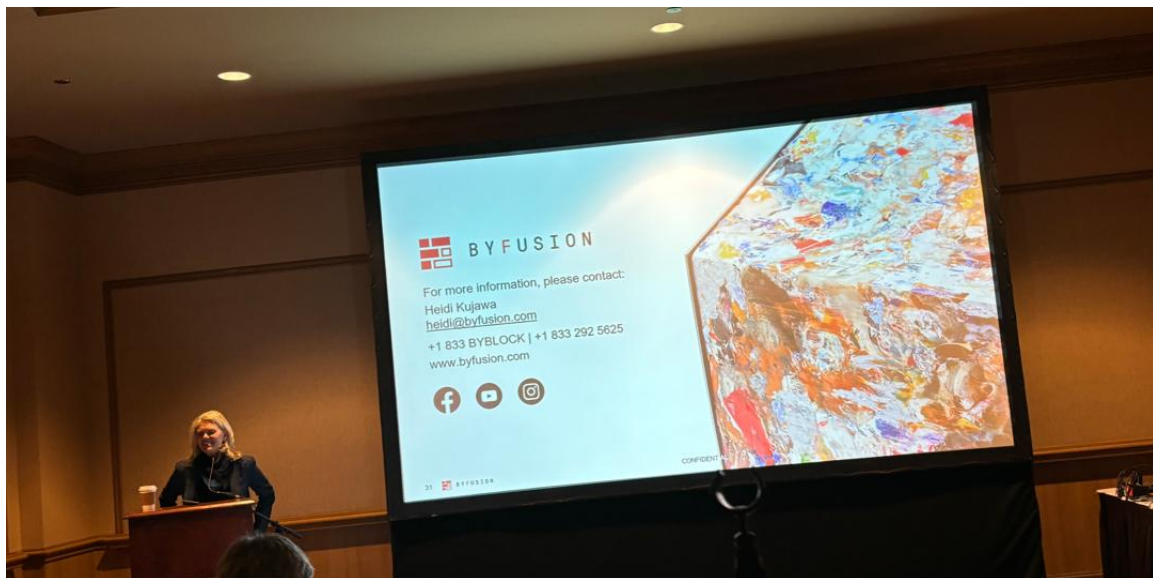 BYFUSION
For more information, please contact:
Heidi Kujawa
heidi@byfusion.com
+1 833 BYBLOCK | +1 833 292 5625
www.byfusion.com
CONFIDENT
31 BYFUSION